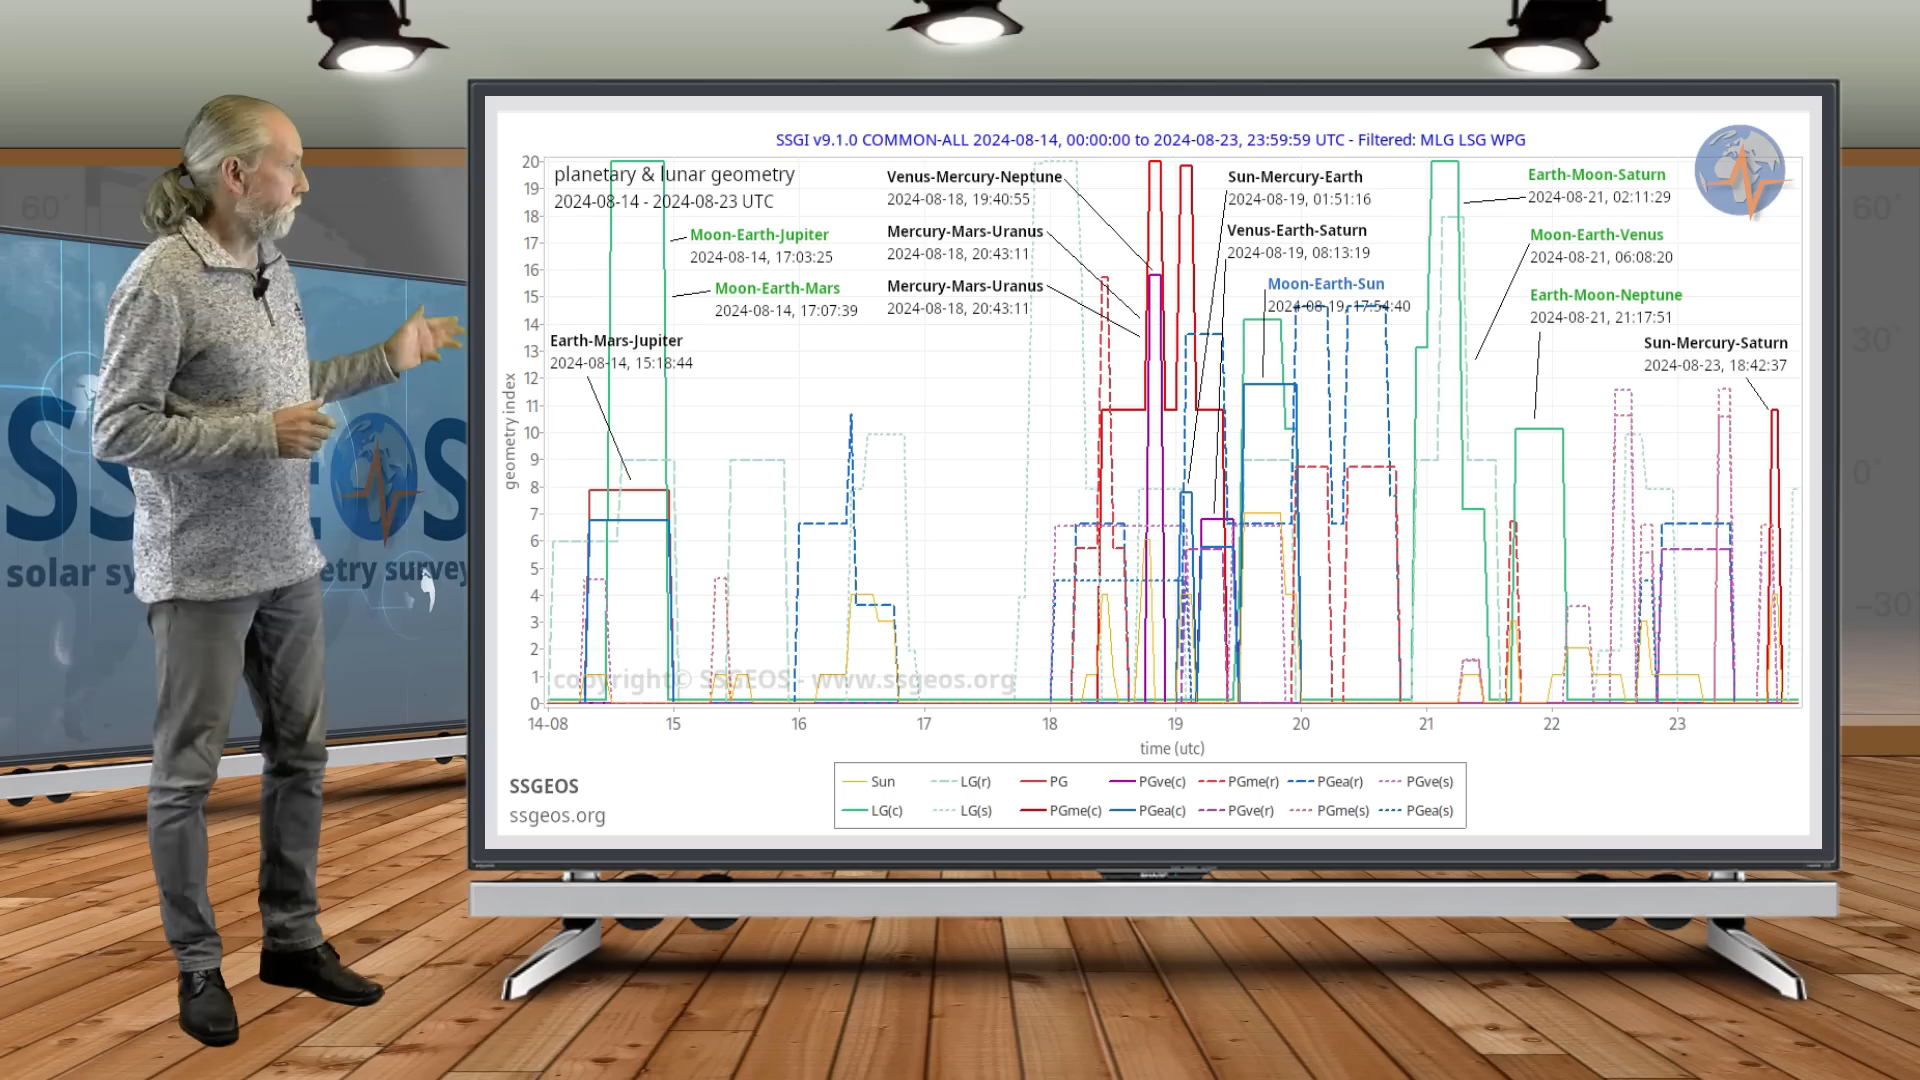 SSGI v9.1.0 COMMON-ALL 2024-08-14, 00:00:00 to 2024-08-23, 23:59:59 UTC - Filtered: MLG LSG WPG
planetary & lunar geometry
2024-08-14 - 2024-08-23 UTC
Moon-Earth-Jupiter
2024-08-14, 17:03:25
Moon-Earth-Mars
2024-08-14, 17:07:39
Earth-Mars-Jupiter
2024-08-14, 15:18:44
Venus-Mercury-Neptune
2024-08-18, 19:40:55
Mercury-Mars-Uranus
2024-08-18, 20:43:11
Mercury-Mars-Uranus
2024-08-18, 20:43:11
Sun-Mercury-Earth
2024-08-19, 01:51:16
Venus-Earth-Saturn
2024-08-19, 08:13:19
Moon-Earth-Sun
2024-08-19, 17:54:40
Earth-Moon-Saturn
2024-08-21, 02:11:29
Moon-Earth-Venus
2024-08-21, 06:08:20
Earth-Moon-Neptune
2024-08-21, 21:17:51
Sun-Mercury-Saturn
2024-08-23, 18:42:37
geometry index
20
19
18
17
16
15
14
13
12
11
10
9
8
7
6
5
4
3
2
1
0
copyright© SSGEOS - www.ssgeos.org
14-08 15 16 17 18 19 20 21 22 23
time (utc)
Sun LG(r) PG PGve(c) PGme(r) PGea(r) PGve(s)
LG(c) LG(s) PGme(c) PGea(c) PGve(r) PGme(s) PGea(s)
SSGEOS
ssgeos.org
60°
60°
30°
0°
-30°
SHARP